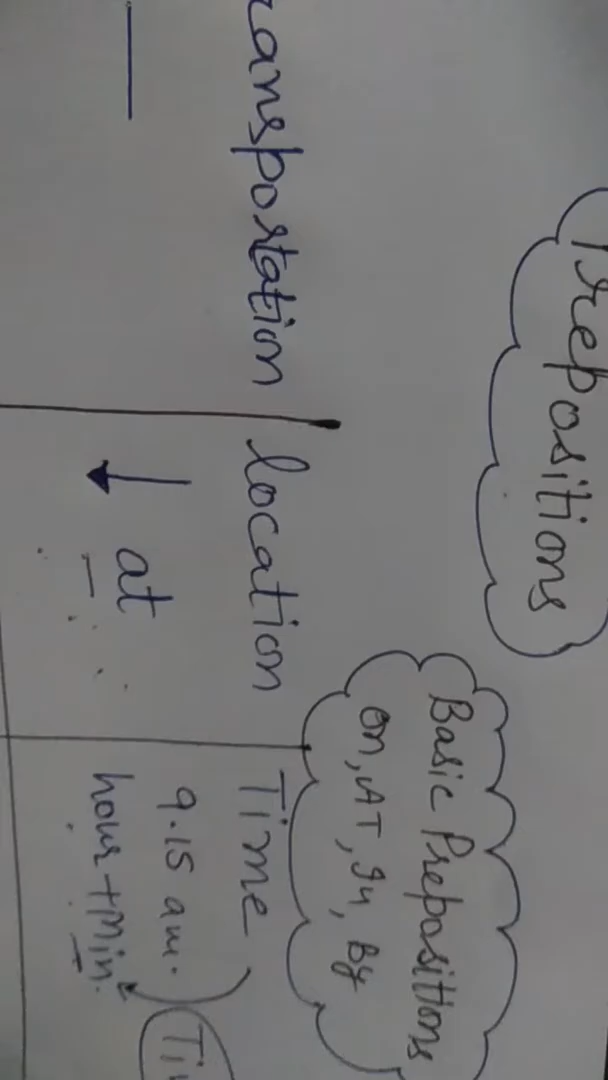 Prepositions
Basic Prepositions
on, AT, In, By
ransportation
location
Time
at
9.15 am.
hour + Min.